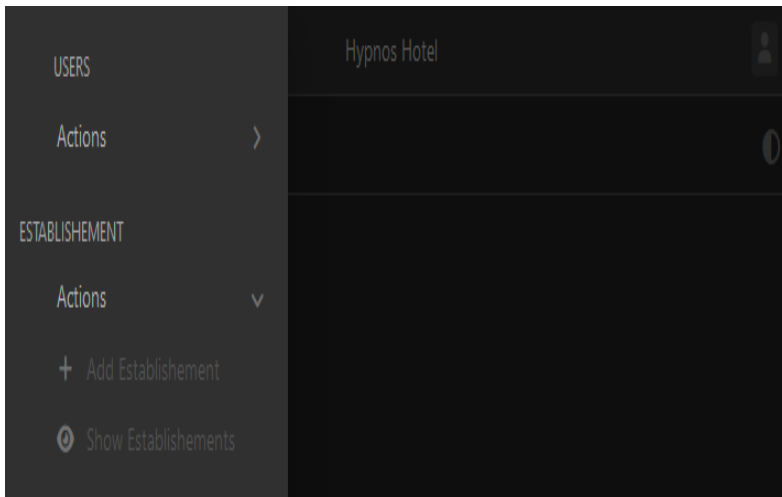 USERS
Hypnos Hotel
Actions
ESTABLISHEMENT
Actions
Add Establishement
Show Establishements